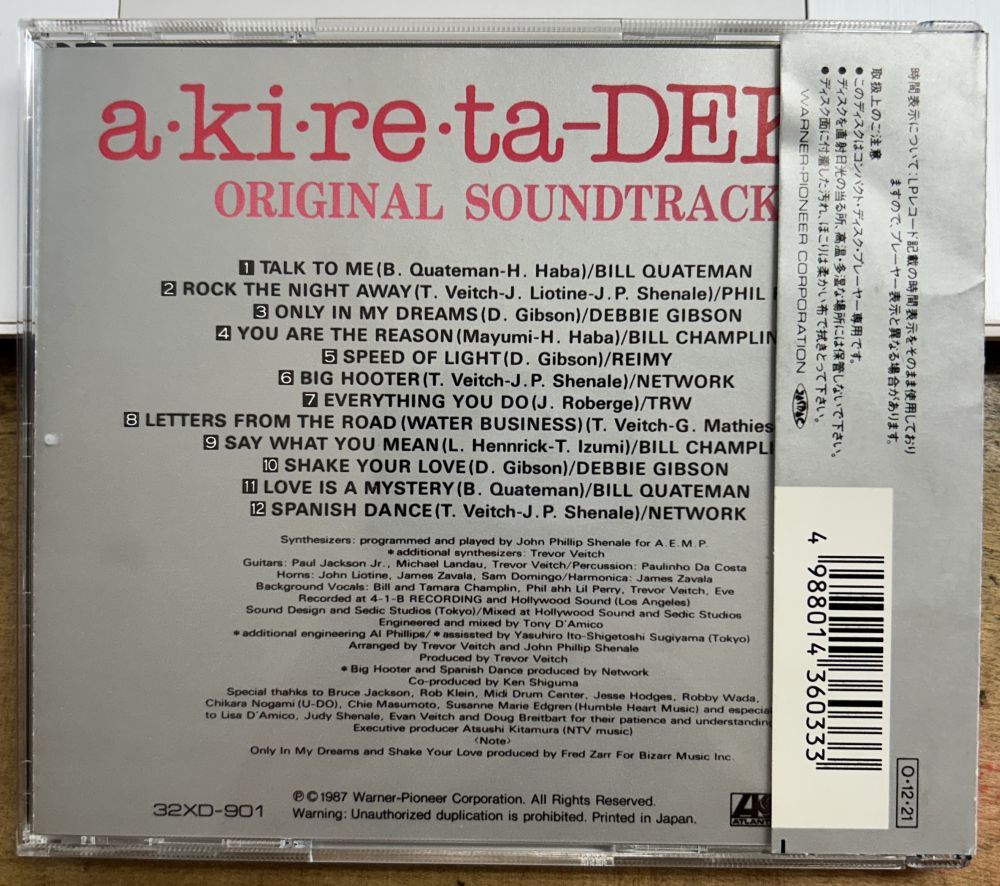 a·ki·re·ta-DE
ORIGINAL SOUNDTRACK
1 TALK TO ME(B. Quateman-H. Haba)/BILL QUATEMAN
2 ROCK THE NIGHT AWAY(T. Veitch-J. Liotine-J.P. Shenale)/PHIL
3 ONLY IN MY DREAMS(D. Gibson)/DEBBIE GIBSON
4 YOU ARE THE REASON(Mayumi-H. Haba)/BILL CHAMPLIN
5 SPEED OF LIGHT(D. Gibson)/REIMY
6 BIG HOOTER(T. Veitch-J.P. Shenale)/NETWORK
7 EVERYTHING YOU DO(J. Roberge)/TRW
8 LETTERS FROM THE ROAD(WATER BUSINESS)(T. Veitch-G. Mathies
9 SAY WHAT YOU MEAN(L. Hennrick-T. Izumi)/BILL CHAMPLI
10 SHAKE YOUR LOVE(D. Gibson)/DEBBIE GIBSON
11 LOVE IS A MYSTERY(B. Quateman)/BILL QUATEMAN
12 SPANISH DANCE(T. Veitch-J.P. Shenale)/NETWORK
Synthesizers: programmed and played by John Phillip Shenale for A.E.M.P.
*additional synthesizers: Trevor Veitch
Guitars: Paul Jackson Jr., Michael Landau, Trevor Veitch/Percussion: Paulinho Da Costa
Horns: John Liotine, James Zavala, Sam Domingo/Harmonica: James Zavala
Background Vocals: Bill and Tamara Champlin, Phil ahh Lil Perry, Trevor Veitch, Eve
Recorded at 4-1-B RECORDING and Hollywood Sound (Los Angeles)
Sound Design and Sedic Studios (Tokyo)/Mixed at Hollywood Sound and Sedic Studios
Engineered and mixed by Tony D'Amico
*additional engineering Al Phillips/*assissted by Yasuhiro Ito-Shigetoshi Sugiyama (Tokyo)
Arranged by Trevor Veitch and John Phillip Shenale
Produced by Trevor Veitch
*Big Hooter and Spanish Dance produced by Network
Co-produced by Ken Shiguma
Special thahks to Bruce Jackson, Rob Klein, Midi Drum Center, Jesse Hodges, Robby Wada,
Chikara Nogami (U-DO), Chie Masumoto, Susanne Marie Edgren (Humble Heart Music) and especial
to Lisa D'Amico, Judy Shenale, Evan Veitch and Doug Breitbart for their patience and understanding
Executive producer Atsushi Kitamura (NTV music)
<Note>
Only In My Dreams and Shake Your Love produced by Fred Zarr For Bizarr Music Inc.
32XD-901
℗©1987 Warner-Pioneer Corporation. All Rights Reserved.
Warning: Unauthorized duplication is prohibited. Printed in Japan.
ATLANTI
時間表示について:LPレコード記載の時間表示をそのまま使用しており
ますので、プレーヤー表示と異なる場合があります。
取扱上のご注意
●このディスクはコンパクト・ディスク・プレーヤー専用です。
●ディスクを直射日光の当る所、高温・多湿な場所には保管しないで下さい。
●ディスク面に付着した汚れ、ほこりは柔かい布で拭きとって下さい。
WARNER-PIONEER CORPORATION
4 988014 360333
O・12・21